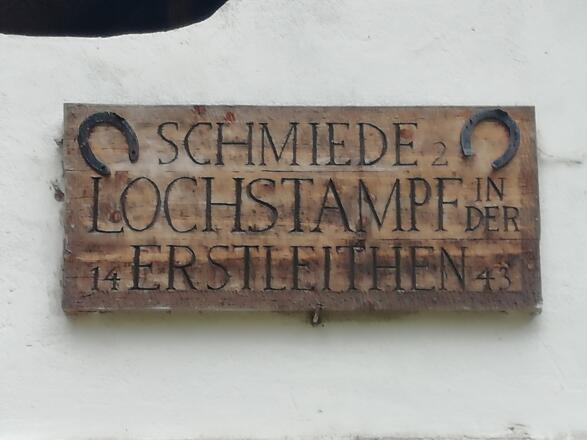 SCHMIEDE 2
LOCHSTAMPF IN DER
14 ERSTLEITHEN 43